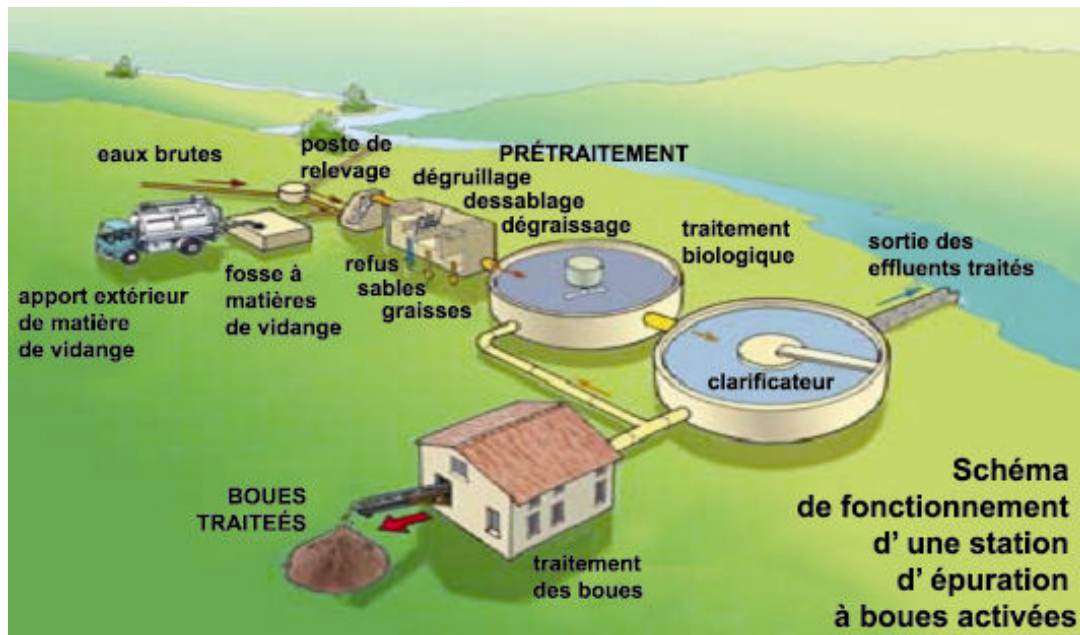 eaux brutes
poste de
relevage
PRÉTRAITEMENT
dégruillage
dessablage
dégraissage
traitement
biologique
sortie des
effluents traités
apport extérieur
de matière
de vidange
fosse à
matières
de vidange
refus
sables
graisses
clarificateur
BOUES
TRAITEÉS
traitement
des boues
Schéma
de fonctionnement
d' une station
d' épuration
à boues activées